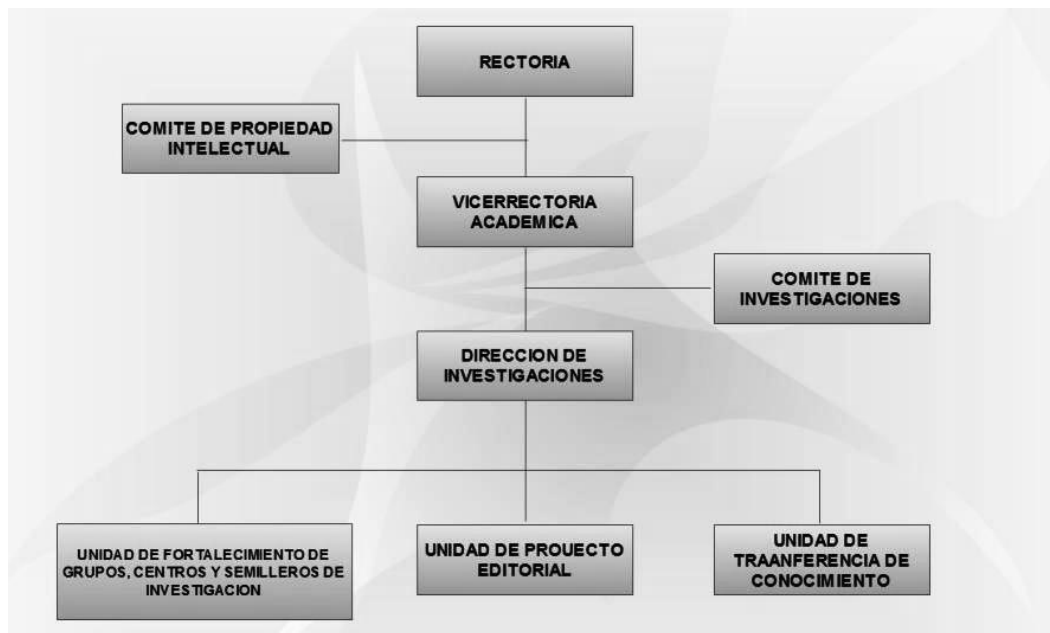 RECTORIA
COMITE DE PROPIEDAD
INTELECTUAL
VICERRECTORIA
ACADEMICA
COMITE DE
INVESTIGACIONES
DIRECCION DE
INVESTIGACIONES
UNIDAD DE FORTALECIMIENTO DE
GRUPOS, CENTROS Y SEMILLEROS DE
INVESTIGACION
UNIDAD DE PROUECTO
EDITORIAL
UNIDAD DE
TRAANFERENCIA DE
CONOCIMIENTO